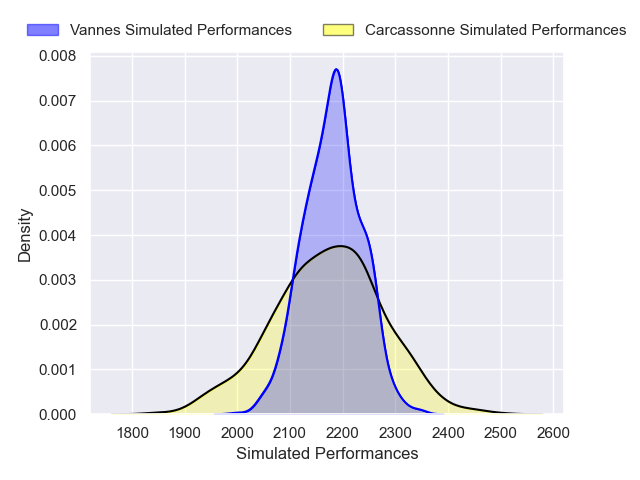 Vannes Simulated Performances
Carcassonne Simulated Performances
0.008
0.007
0.006
0.005
0.004
0.003
0.002
0.001
0.000
Density
1800 1900 2000 2100 2200 2300 2400 2500 2600
Simulated Performances